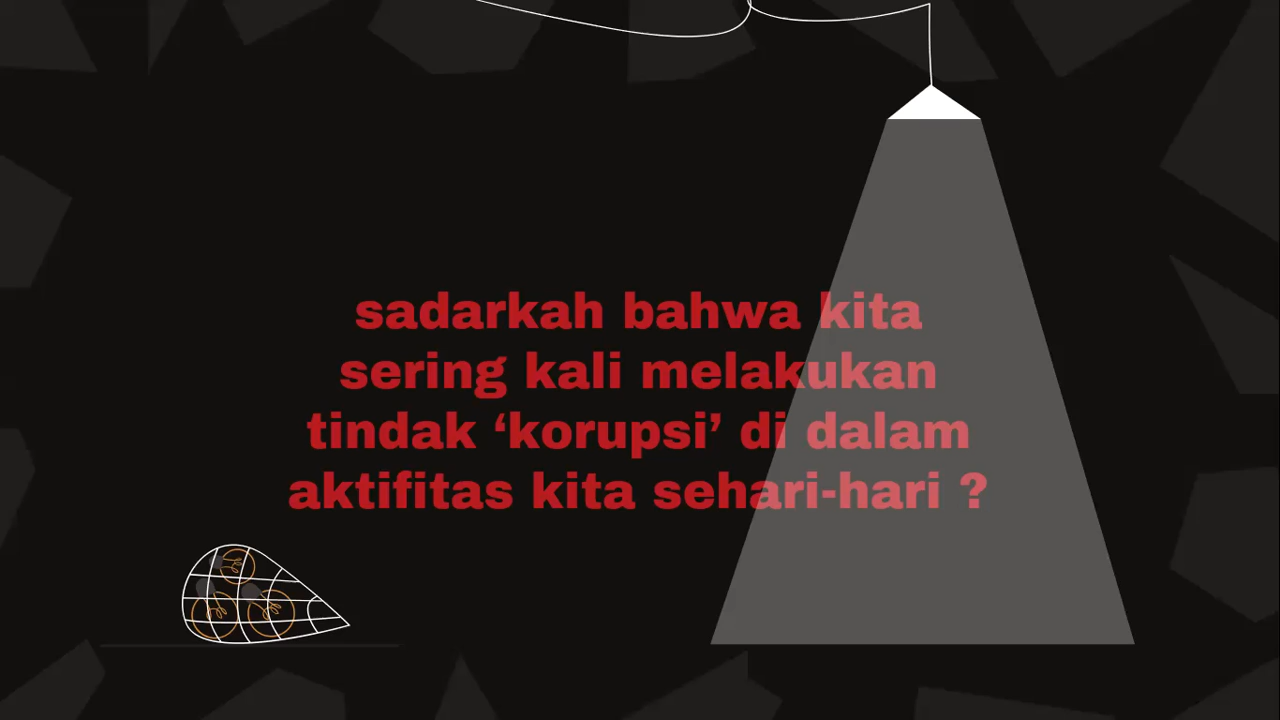 sadarkah bahwa kita
sering kali melakukan
tindak ‘korupsi’ di dalam
aktifitas kita sehari-hari ?